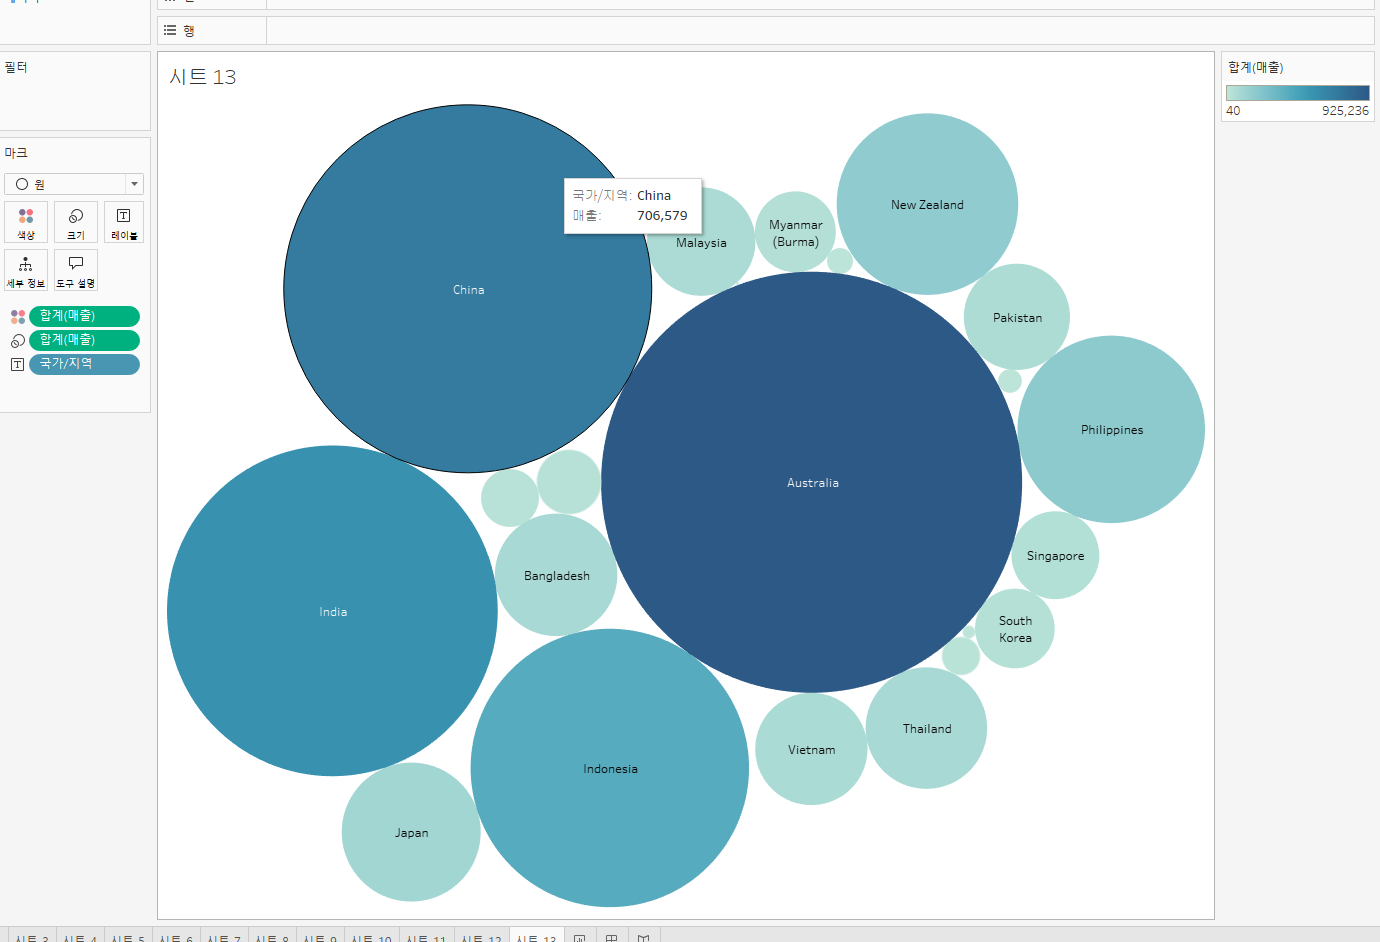 행
필터
시트 13
합계(매출)
40 925,236
마크
원
색상 크기 레이블
세부 정보 도구 설명
합계(매출)
합계(매출)
국가/지역
국가/지역: China
매출: 706,579
New Zealand
Myanmar
(Burma)
Malaysia
China
Pakistan
Philippines
Australia
Singapore
Bangladesh
India
South
Korea
Thailand
Vietnam
Indonesia
Japan
시트 3 시트 4 시트 5 시트 6 시트 7 시트 8 시트 9 시트 10 시트 11 시트 12 시트 13